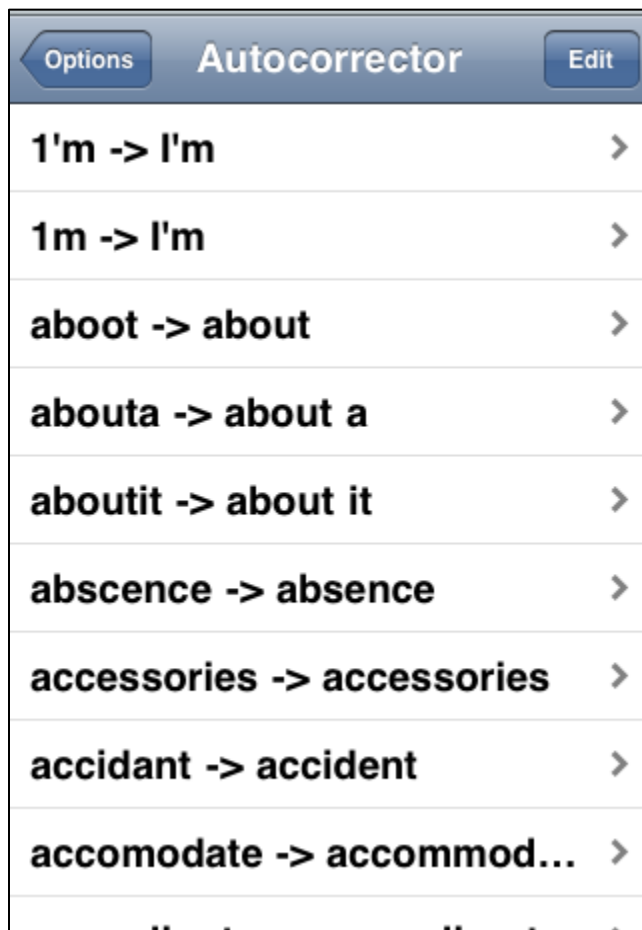 Options Autocorrector Edit
1'm -> I'm
1m -> I'm
aboot -> about
abouta -> about a
aboutit -> about it
abscence -> absence
accessories -> accessories
accidant -> accident
accomodate -> accommod...